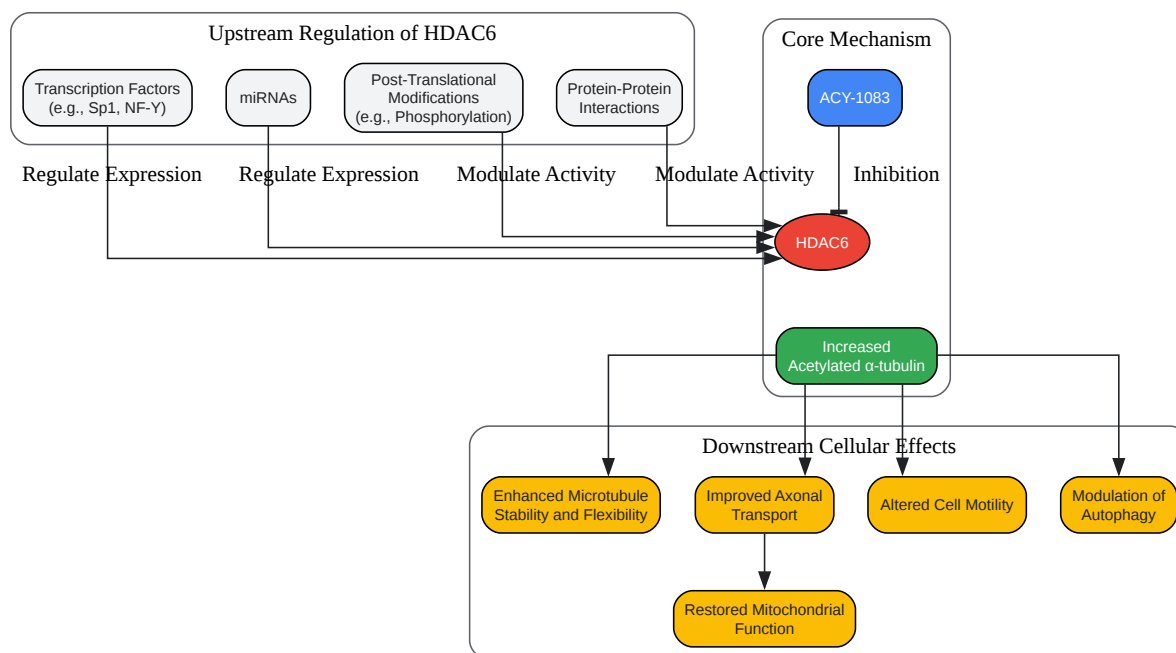 Upstream Regulation of HDAC6
Core Mechanism
Transcription Factors
(e.g., Sp1, NF-Y)
miRNAs
Post-Translational
Modifications
(e.g., Phosphorylation)
Protein-Protein
Interactions
ACY-1083
Regulate Expression
Regulate Expression
Modulate Activity
Modulate Activity
Inhibition
HDAC6
Increased
Acetylated α-tubulin
Downstream Cellular Effects
Enhanced Microtubule
Stability and Flexibility
Improved Axonal
Transport
Altered Cell Motility
Modulation of
Autophagy
Restored Mitochondrial
Function